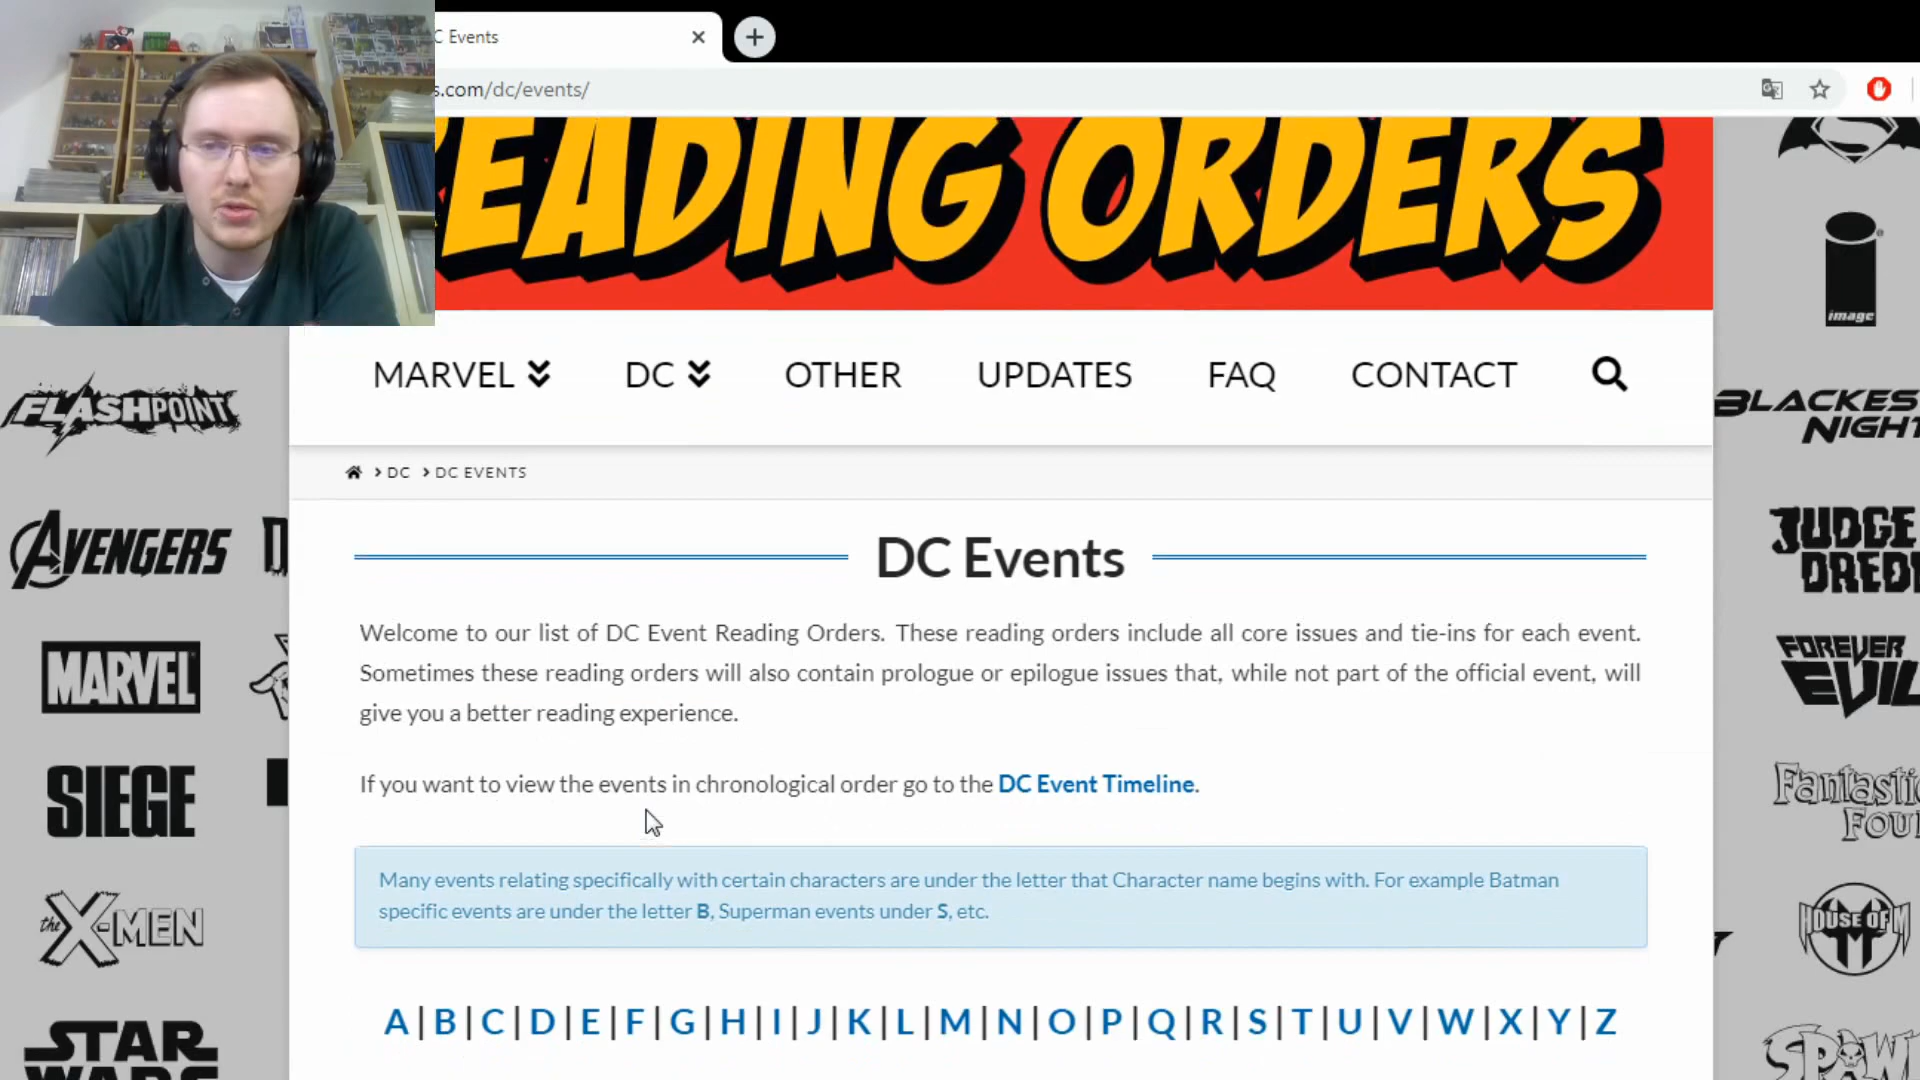 C Events
s.com/dc/events/
READING ORDERS
image
MARVEL DC OTHER UPDATES FAQ CONTACT
FLASHPOINT
BLACKEST
NIGHT
DC DC EVENTS
AVENGERS
JUDGE
DREDD
DC Events
Welcome to our list of DC Event Reading Orders. These reading orders include all core issues and tie-ins for each event.
Sometimes these reading orders will also contain prologue or epilogue issues that, while not part of the official event, will
give you a better reading experience.
MARVEL
FOREVER
EVIL
If you want to view the events in chronological order go to the DC Event Timeline.
SIEGE
Fantastic
Four
Many events relating specifically with certain characters are under the letter that Character name begins with. For example Batman
specific events are under the letter B, Superman events under S, etc.
the X-MEN
HOUSE OF M
A | B | C | D | E | F | G | H | I | J | K | L | M | N | O | P | Q | R | S | T | U | V | W | X | Y | Z
STAR
WARS
SPAWN